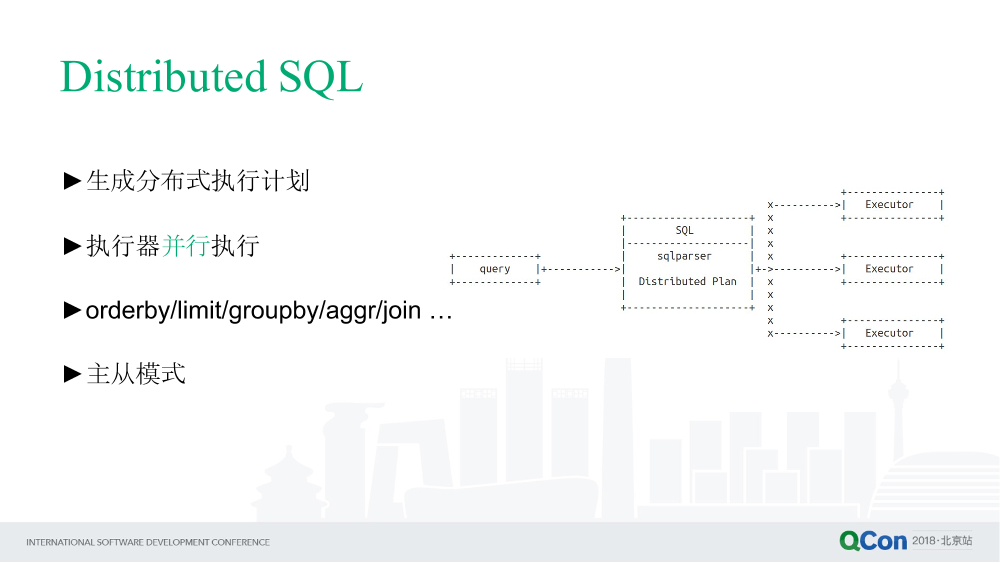 Distributed SQL
►生成分布式执行计划
►执行器并行执行
►orderby/limit/groupby/aggr/join …
►主从模式
query
SQL
sqlparser
Distributed Plan
Executor
Executor
Executor
INTERNATIONAL SOFTWARE DEVELOPMENT CONFERENCE
QCon 2018·北京站